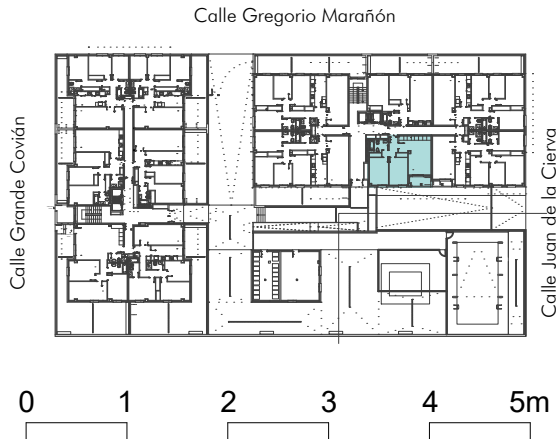 Calle Gregorio Marañón
Calle Grande Covián
Calle Juan de la Cierva
0 1 2 3 4 5m